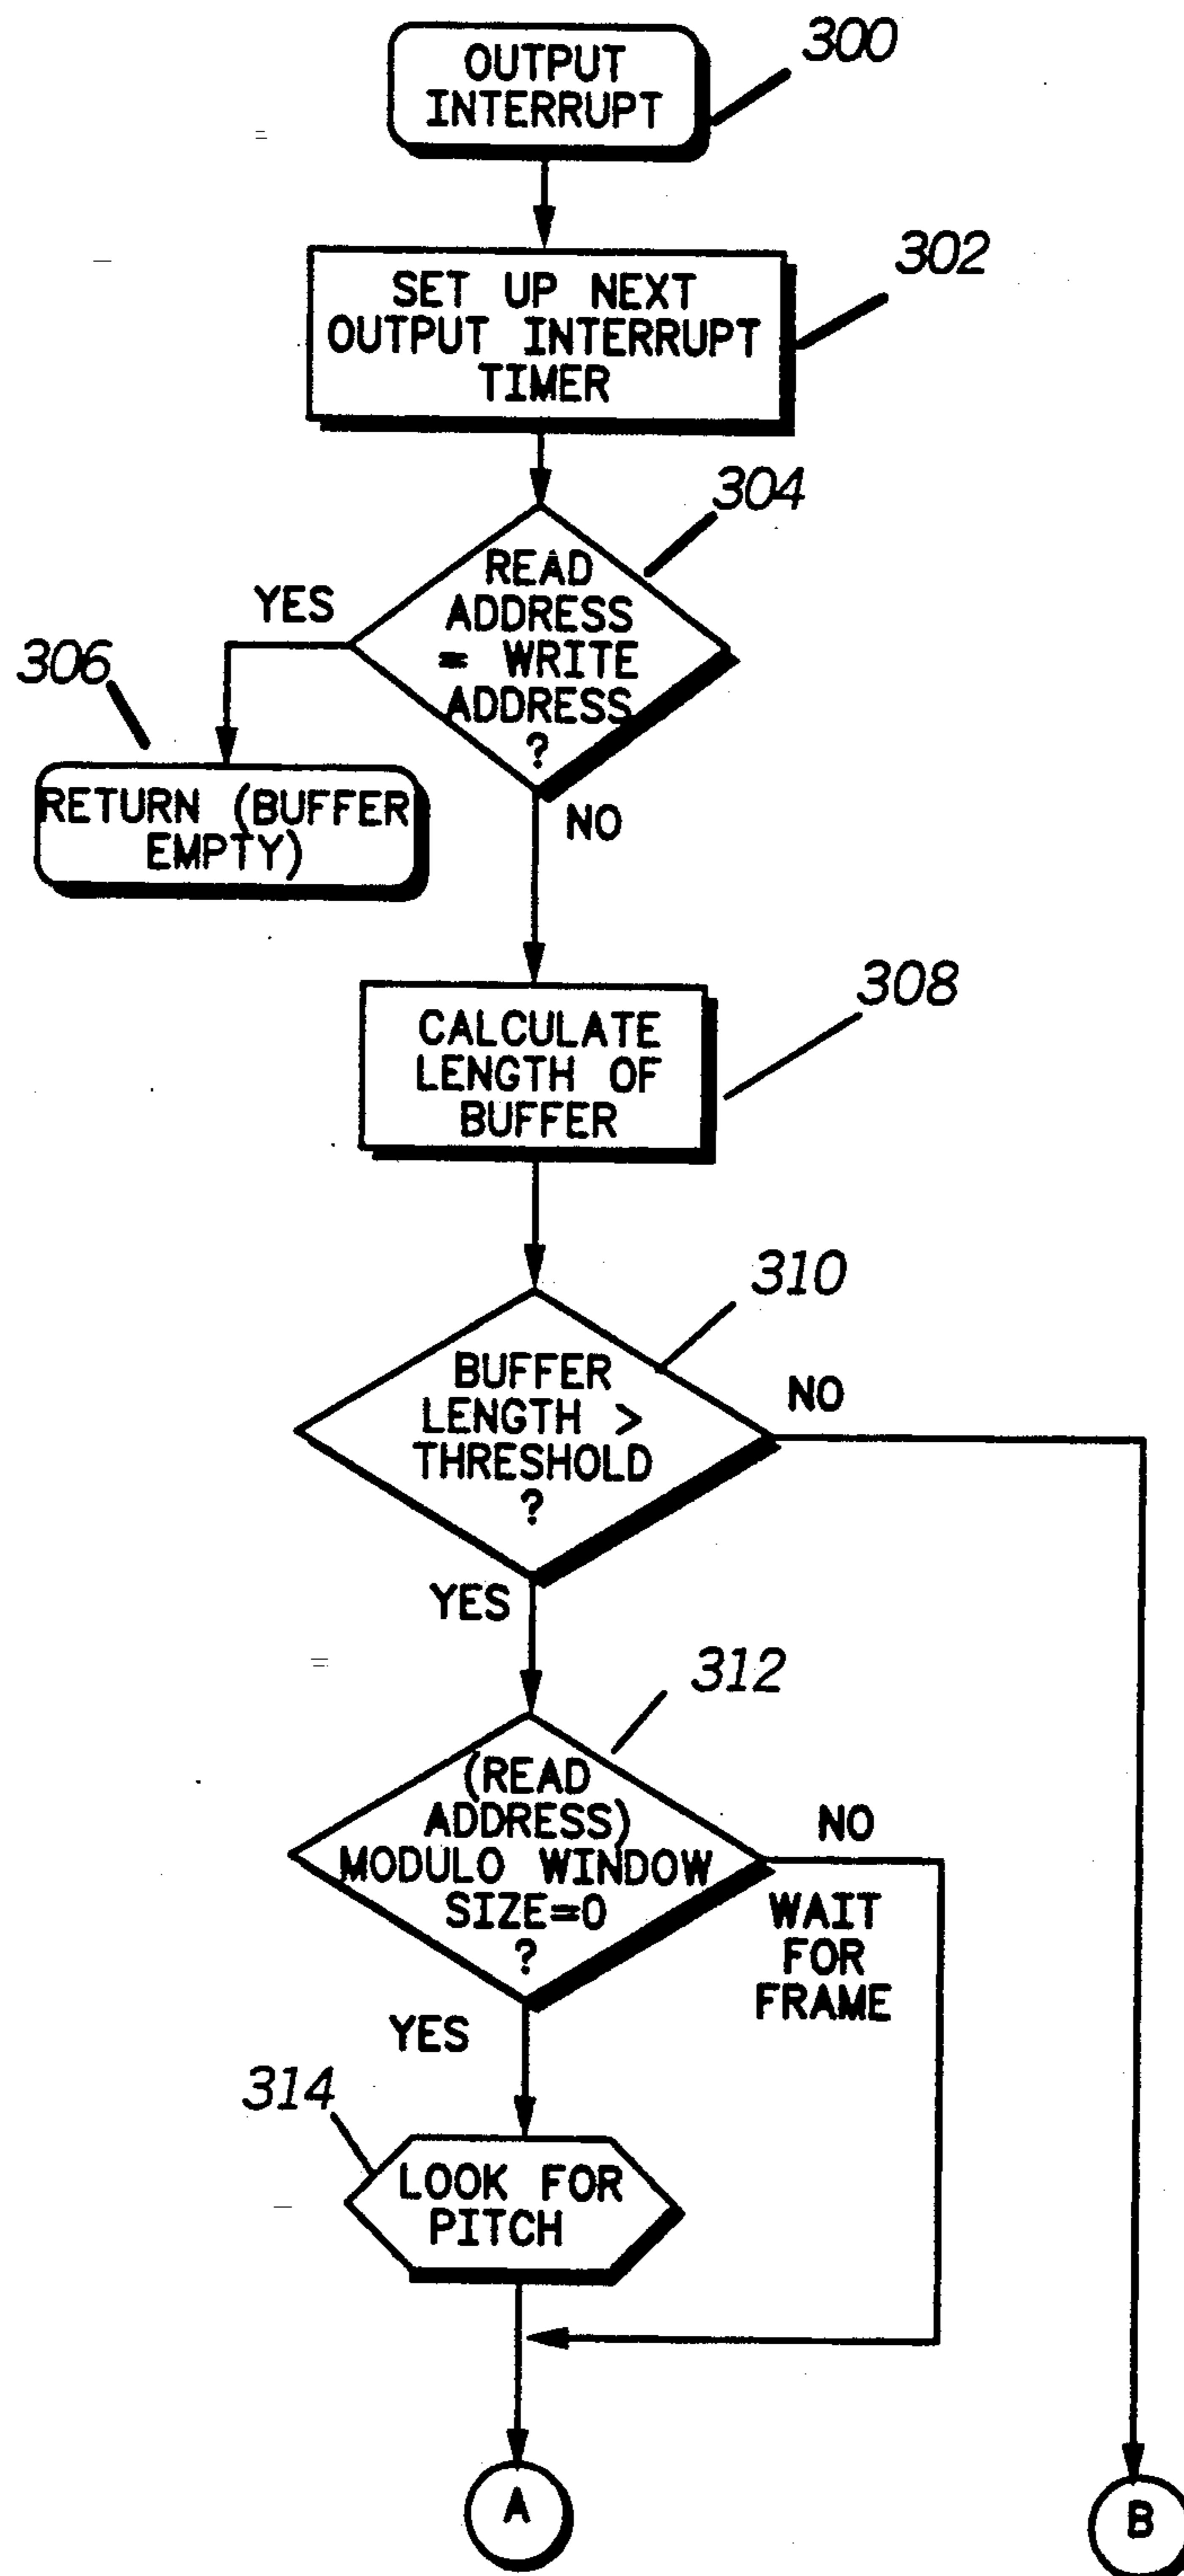 OUTPUT
INTERRUPT
300
SET UP NEXT
OUTPUT INTERRUPT
TIMER
302
READ
ADDRESS
= WRITE
ADDRESS
?
304
YES
306
RETURN (BUFFER
EMPTY)
NO
CALCULATE
LENGTH OF
BUFFER
308
BUFFER
LENGTH >
THRESHOLD
?
310
NO
YES
(READ
ADDRESS)
MODULO WINDOW
SIZE=0
?
312
NO
WAIT
FOR
FRAME
YES
314
LOOK FOR
PITCH
A
B